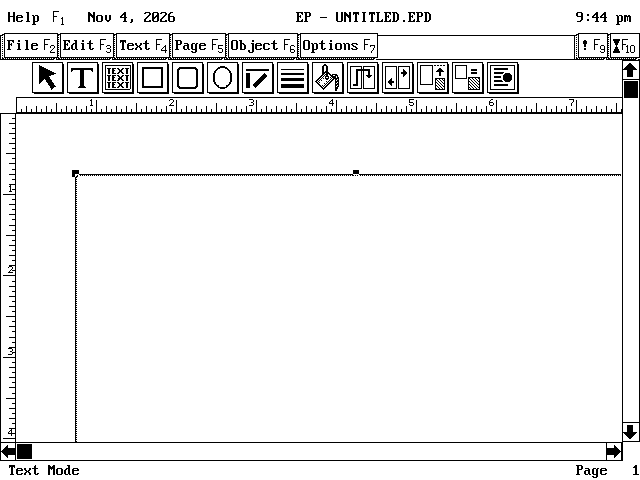 Help F1 Nov 4, 2026 EP - UNTITLED.EPD 9:44 pm
File F2 Edit F3 Text F4 Page F5 Object F6 Options F7 ! F9 F10
T TEXT TEXT TEXT =
1 2 3 4 5 6 7
1
2
3
4
Text Mode Page 1